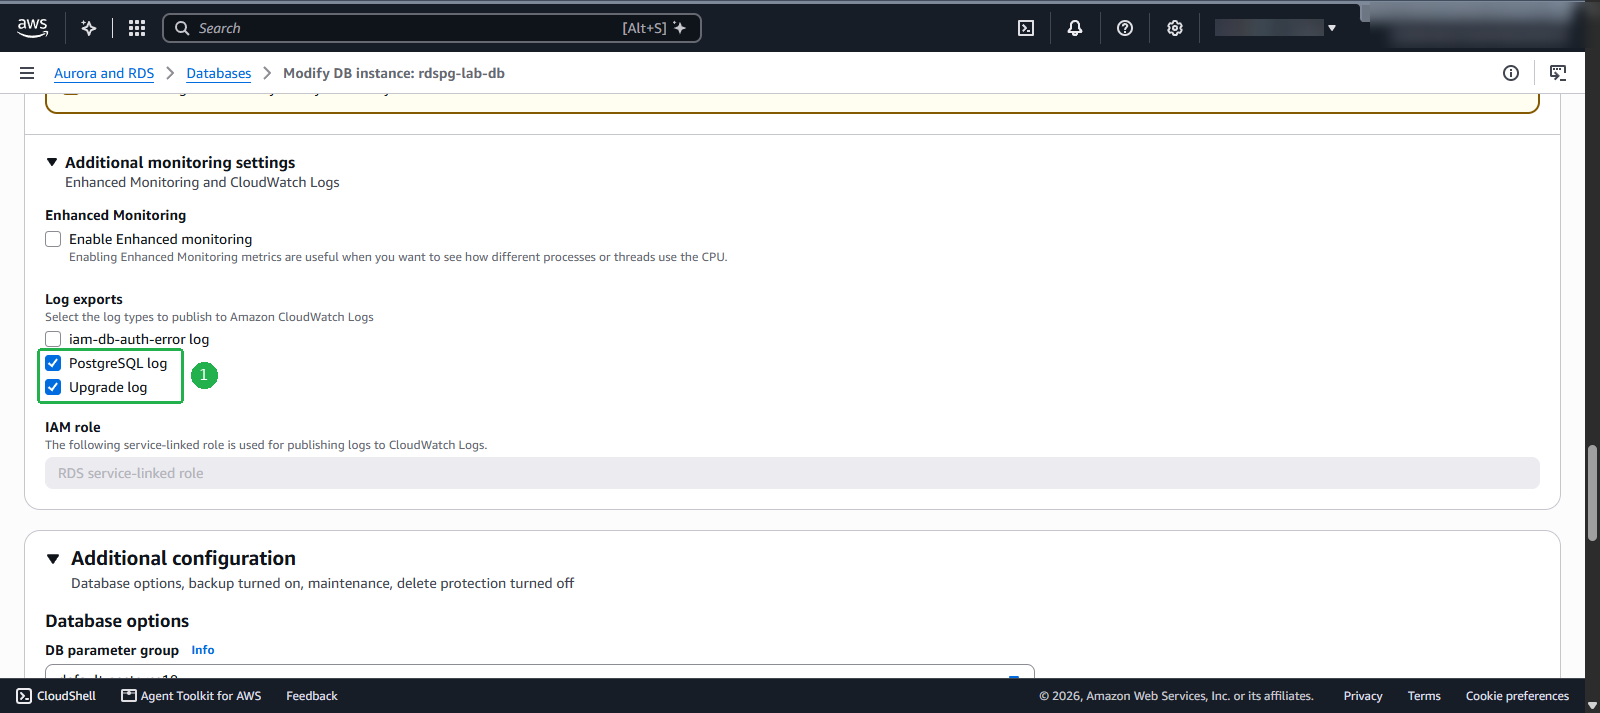 aws
Search
[Alt+S]
Aurora and RDS
Databases
Modify DB instance: rdspg-lab-db
Additional monitoring settings
Enhanced Monitoring and CloudWatch Logs
Enhanced Monitoring
Enable Enhanced monitoring
Enabling Enhanced Monitoring metrics are useful when you want to see how different processes or threads use the CPU.
Log exports
Select the log types to publish to Amazon CloudWatch Logs
iam-db-auth-error log
PostgreSQL log
Upgrade log
1
IAM role
The following service-linked role is used for publishing logs to CloudWatch Logs.
RDS service-linked role
Additional configuration
Database options, backup turned on, maintenance, delete protection turned off
Database options
DB parameter group Info
CloudShell
Agent Toolkit for AWS
Feedback
© 2026, Amazon Web Services, Inc. or its affiliates.
Privacy
Terms
Cookie preferences